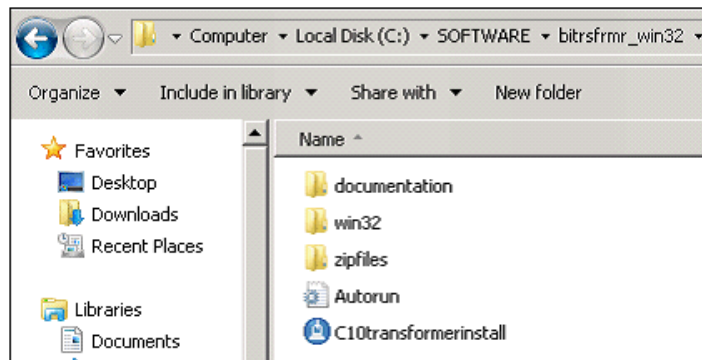 Computer Local Disk (C:) SOFTWARE bitrsfrmr_win32
Organize Include in library Share with New folder
Favorites
Desktop
Downloads
Recent Places
Libraries
Documents
Name
documentation
win32
zipfiles
Autorun
C10transformerinstall